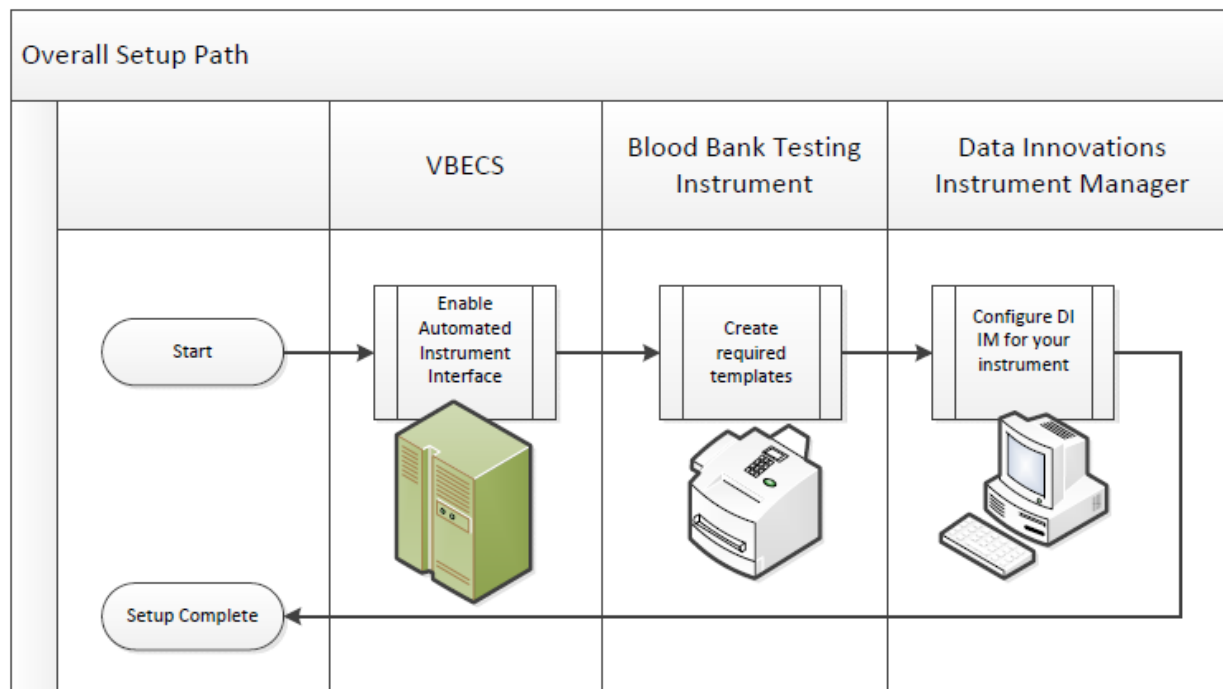 Overall Setup Path
VBECS
Blood Bank Testing
Instrument
Data Innovations
Instrument Manager
Start
Enable
Automated
Instrument
Interface
Create
required
templates
Configure DI
IM for your
instrument
Setup Complete